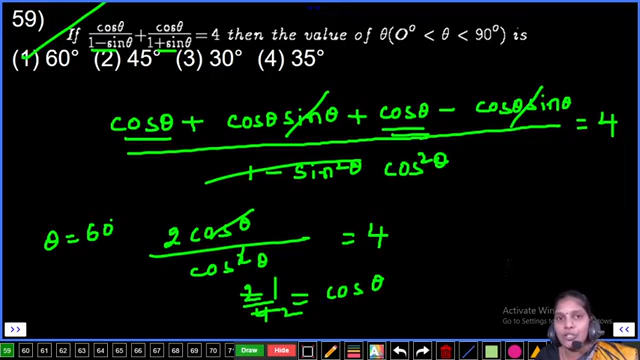 59) If cosθ/1−sinθ + cosθ/1+sinθ = 4 then the value of θ(0° < θ < 90°) is
(1) 60° (2) 45° (3) 30° (4) 35°
cosθ + cosθ sinθ + cosθ − cosθ sinθ = 4
1 − sin²θ cos²θ
θ = 60° 2 cosθ / cos²θ = 4
2 1 / 4 2 = cosθ
Activate Windows
Go to Settings to activate Windows.
>> 59 60 61 62 63 64 65 66 67 68 Draw Hide <<